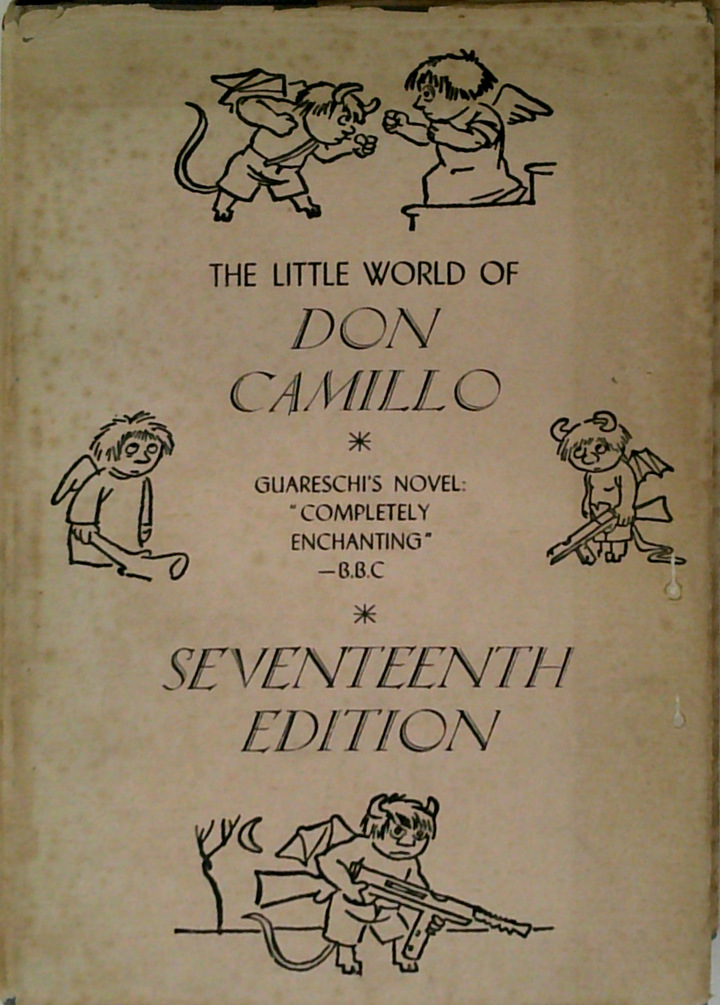 THE LITTLE WORLD OF
DON
CAMILLO
*
GUARESCHI'S NOVEL:
"COMPLETELY
ENCHANTING"
—B.B.C
*
SEVENTEENTH
EDITION